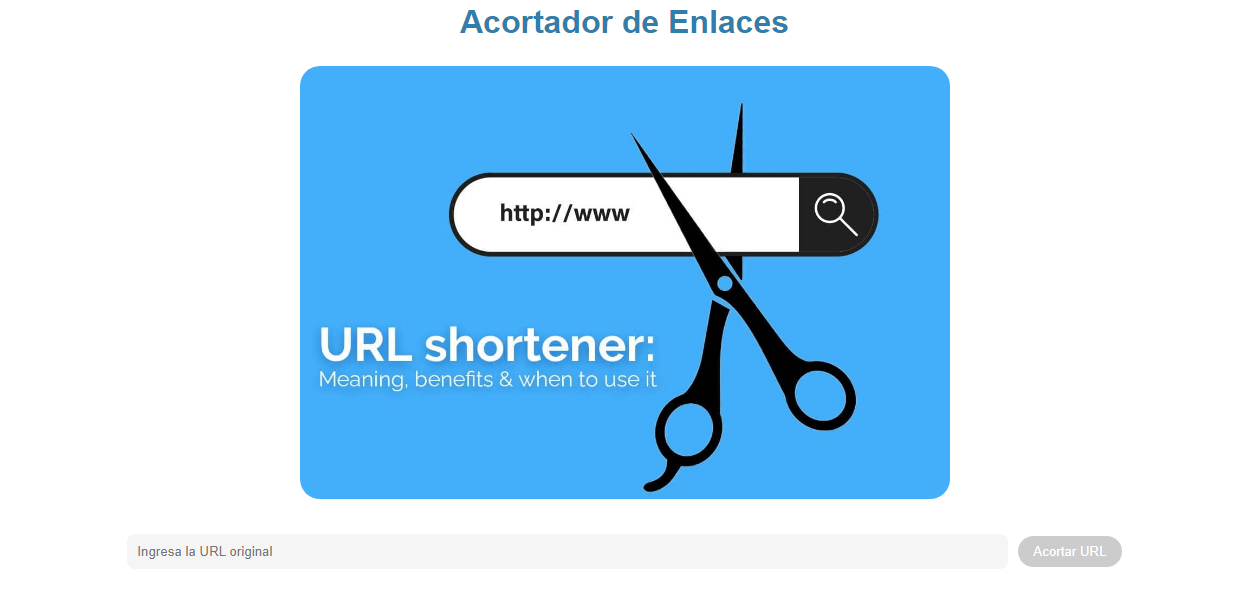 Acortador de Enlaces
http://www
URL shortener:
Meaning, benefits & when to use it
Ingresa la URL original
Acortar URL